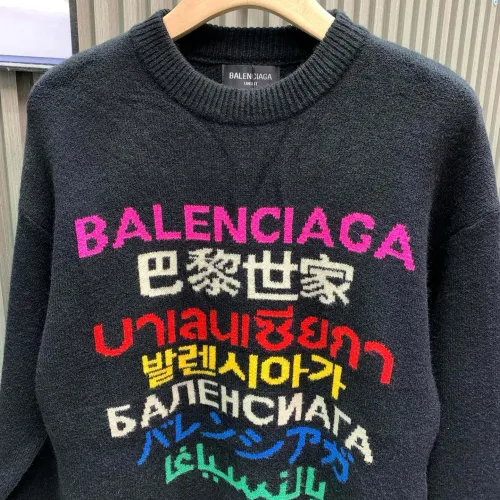 BALENCIAGA
BALENCIAGA
巴黎世家
บาเลนเซียกา
발렌시아가
БАЛЕНСИАГА
バレンシアガ
بالنسياغا